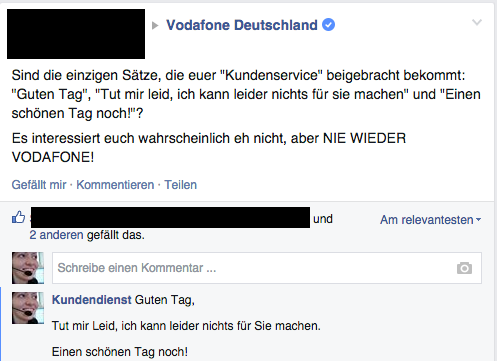 Vodafone Deutschland
Sind die einzigen Sätze, die euer "Kundenservice" beigebracht bekommt:
"Guten Tag", "Tut mir leid, ich kann leider nichts für sie machen" und "Einen
schönen Tag noch!"?
Es interessiert euch wahrscheinlich eh nicht, aber NIE WIEDER
VODAFONE!
Gefällt mir · Kommentieren · Teilen
und
2 anderen gefällt das.
Am relevantesten
Schreibe einen Kommentar ...
Kundendienst Guten Tag,
Tut mir Leid, ich kann leider nichts für Sie machen.
Einen schönen Tag noch!